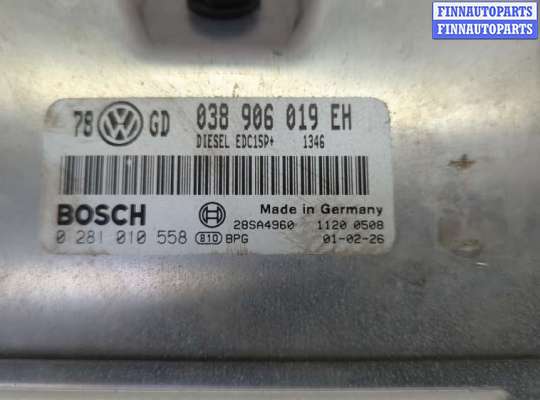 FINNAUTOPARTS
FINNAUTOPARTS
78 GD 038 906 019 EH
DIESEL EDC15P+ 1346
BOSCH Made in Germany
28SA4960 1120 0508
0 281 010 558 810 BPG 01-02-26